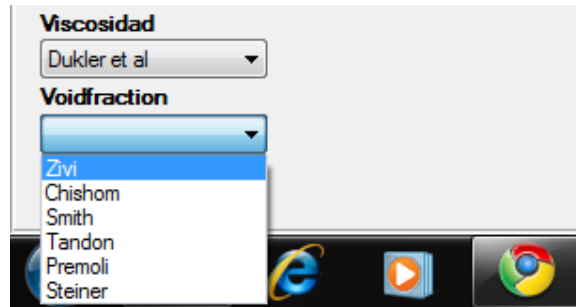 Viscosidad
Dukler et al
Voidfraction
Zivi
Chishom
Smith
Tandon
Premoli
Steiner